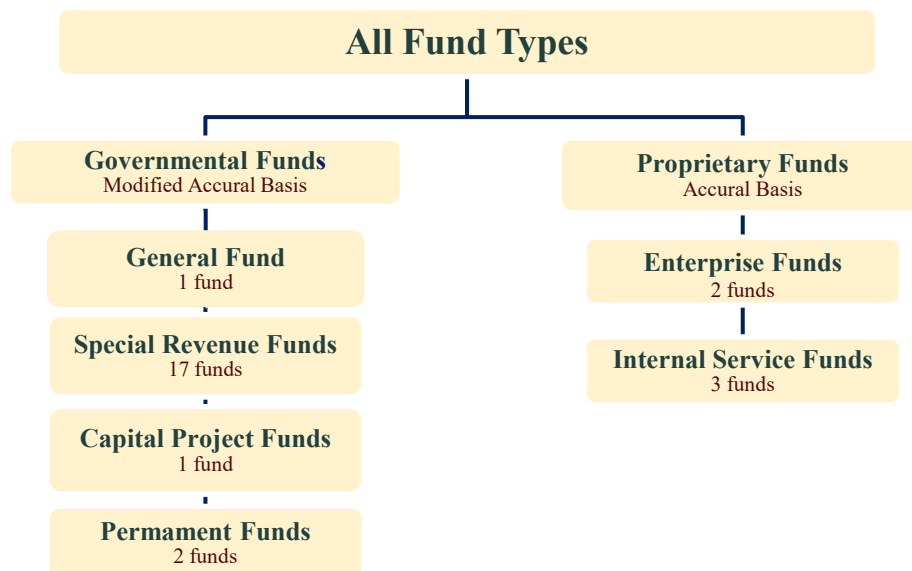 All Fund Types
Governmental Funds
Modified Accural Basis
General Fund
1 fund
Special Revenue Funds
17 funds
Capital Project Funds
1 fund
Permament Funds
2 funds
Proprietary Funds
Accural Basis
Enterprise Funds
2 funds
Internal Service Funds
3 funds